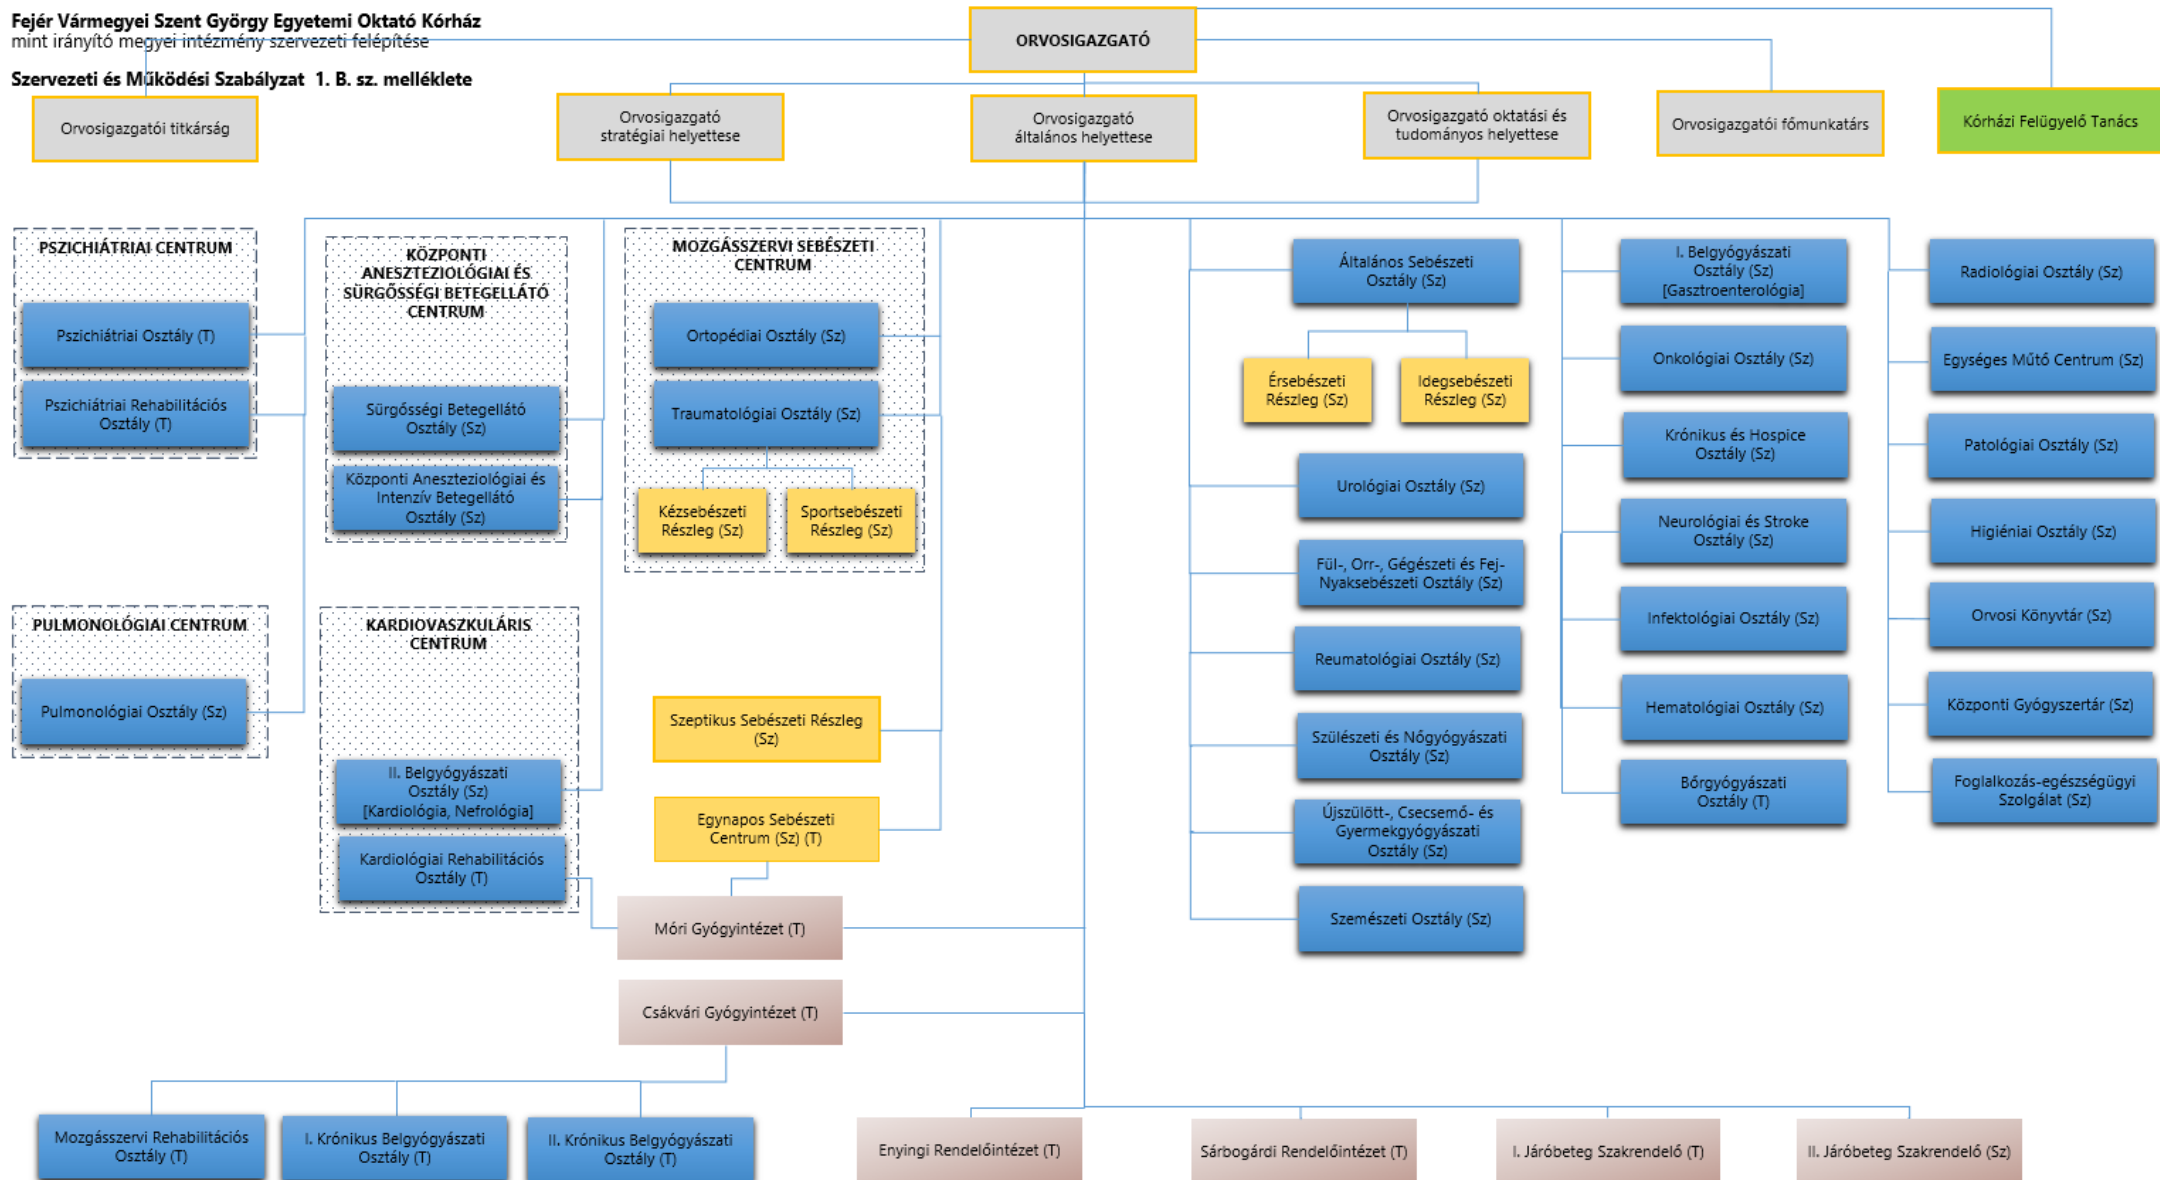 Fejér Vármegyei Szent György Egyetemi Oktató Kórház
mint irányító megyei intézmény szervezeti felépítése
Szervezeti és Működési Szabályzat 1. B. sz. melléklete
ORVOSIGAZGATÓ
Orvosigazgatói titkárság
Orvosigazgató
stratégiai helyettese
Orvosigazgató
általános helyettese
Orvosigazgató oktatási és
tudományos helyettese
Orvosigazgatói főmunkatárs
Kórházi Felügyelő Tanács
PSZICHIÁTRIAI CENTRUM
Pszichiátriai Osztály (T)
Pszichiátriai Rehabilitációs
Osztály (T)
PULMONOLÓGIAI CENTRUM
Pulmonológiai Osztály (Sz)
KÖZPONTI
ANESZTEZIOLÓGIAI ÉS
SÜRGŐSSÉGI BETEGELLÁTÓ
CENTRUM
Sürgősségi Betegellátó
Osztály (Sz)
Központi Aneszteziológiai és
Intenzív Betegellátó
Osztály (Sz)
KARDIOVASZKULÁRIS
CENTRUM
II. Belgyógyászati
Osztály (Sz)
[Kardiológia, Nefrológia]
Kardiológiai Rehabilitációs
Osztály (T)
MOZGÁSSZERVI SEBÉSZETI
CENTRUM
Ortopédiai Osztály (Sz)
Traumatológiai Osztály (Sz)
Kézsebészeti
Részleg (Sz)
Sportsebészeti
Részleg (Sz)
Szeptikus Sebészeti Részleg
(Sz)
Egynapos Sebészeti
Centrum (Sz) (T)
Móri Gyógyintézet (T)
Csákvári Gyógyintézet (T)
Általános Sebészeti
Osztály (Sz)
Érsebészeti
Részleg (Sz)
Idegsebészeti
Részleg (Sz)
Urológiai Osztály (Sz)
Fül-, Orr-, Gégészeti és Fej-
Nyaksebészeti Osztály (Sz)
Reumatológiai Osztály (Sz)
Szülészeti és Nőgyógyászati
Osztály (Sz)
Újszülött-, Csecsemő- és
Gyermekgyógyászati
Osztály (Sz)
Szemészeti Osztály (Sz)
I. Belgyógyászati
Osztály (Sz)
[Gasztroenterológia]
Onkológiai Osztály (Sz)
Krónikus és Hospice
Osztály (Sz)
Neurológiai és Stroke
Osztály (Sz)
Infektológiai Osztály (Sz)
Hematológiai Osztály (Sz)
Bőrgyógyászati
Osztály (T)
Radiológiai Osztály (Sz)
Egységes Műtő Centrum (Sz)
Patológiai Osztály (Sz)
Higiéniai Osztály (Sz)
Orvosi Könyvtár (Sz)
Központi Gyógyszertár (Sz)
Foglalkozás-egészségügyi
Szolgálat (Sz)
Mozgásszervi Rehabilitációs
Osztály (T)
I. Krónikus Belgyógyászati
Osztály (T)
II. Krónikus Belgyógyászati
Osztály (T)
Enyingi Rendelőintézet (T)
Sárbogárdi Rendelőintézet (T)
I. Járóbeteg Szakrendelő (T)
II. Járóbeteg Szakrendelő (Sz)